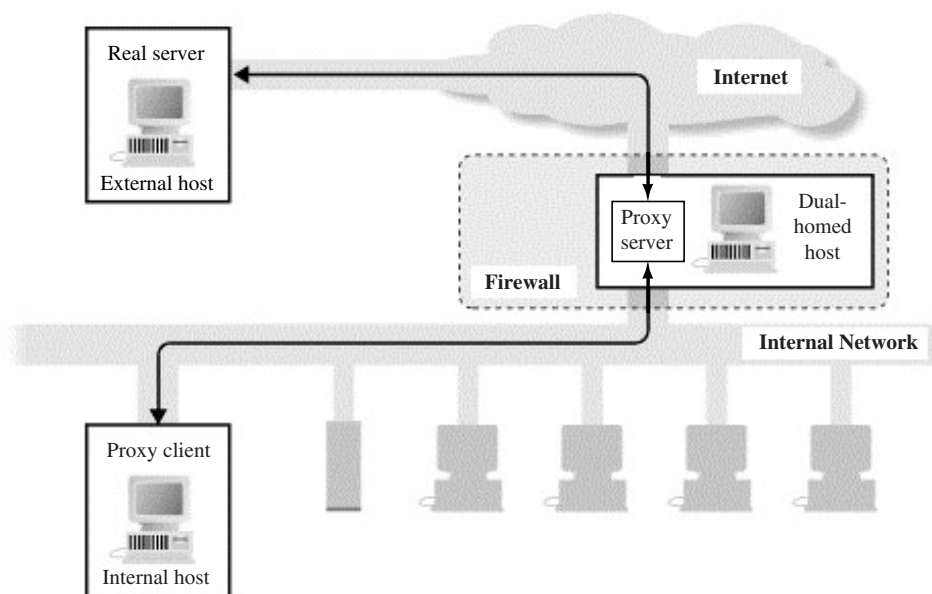 Real server
External host
Internet
Proxy
server
Dual-
homed
host
Firewall
Internal Network
Proxy client
Internal host